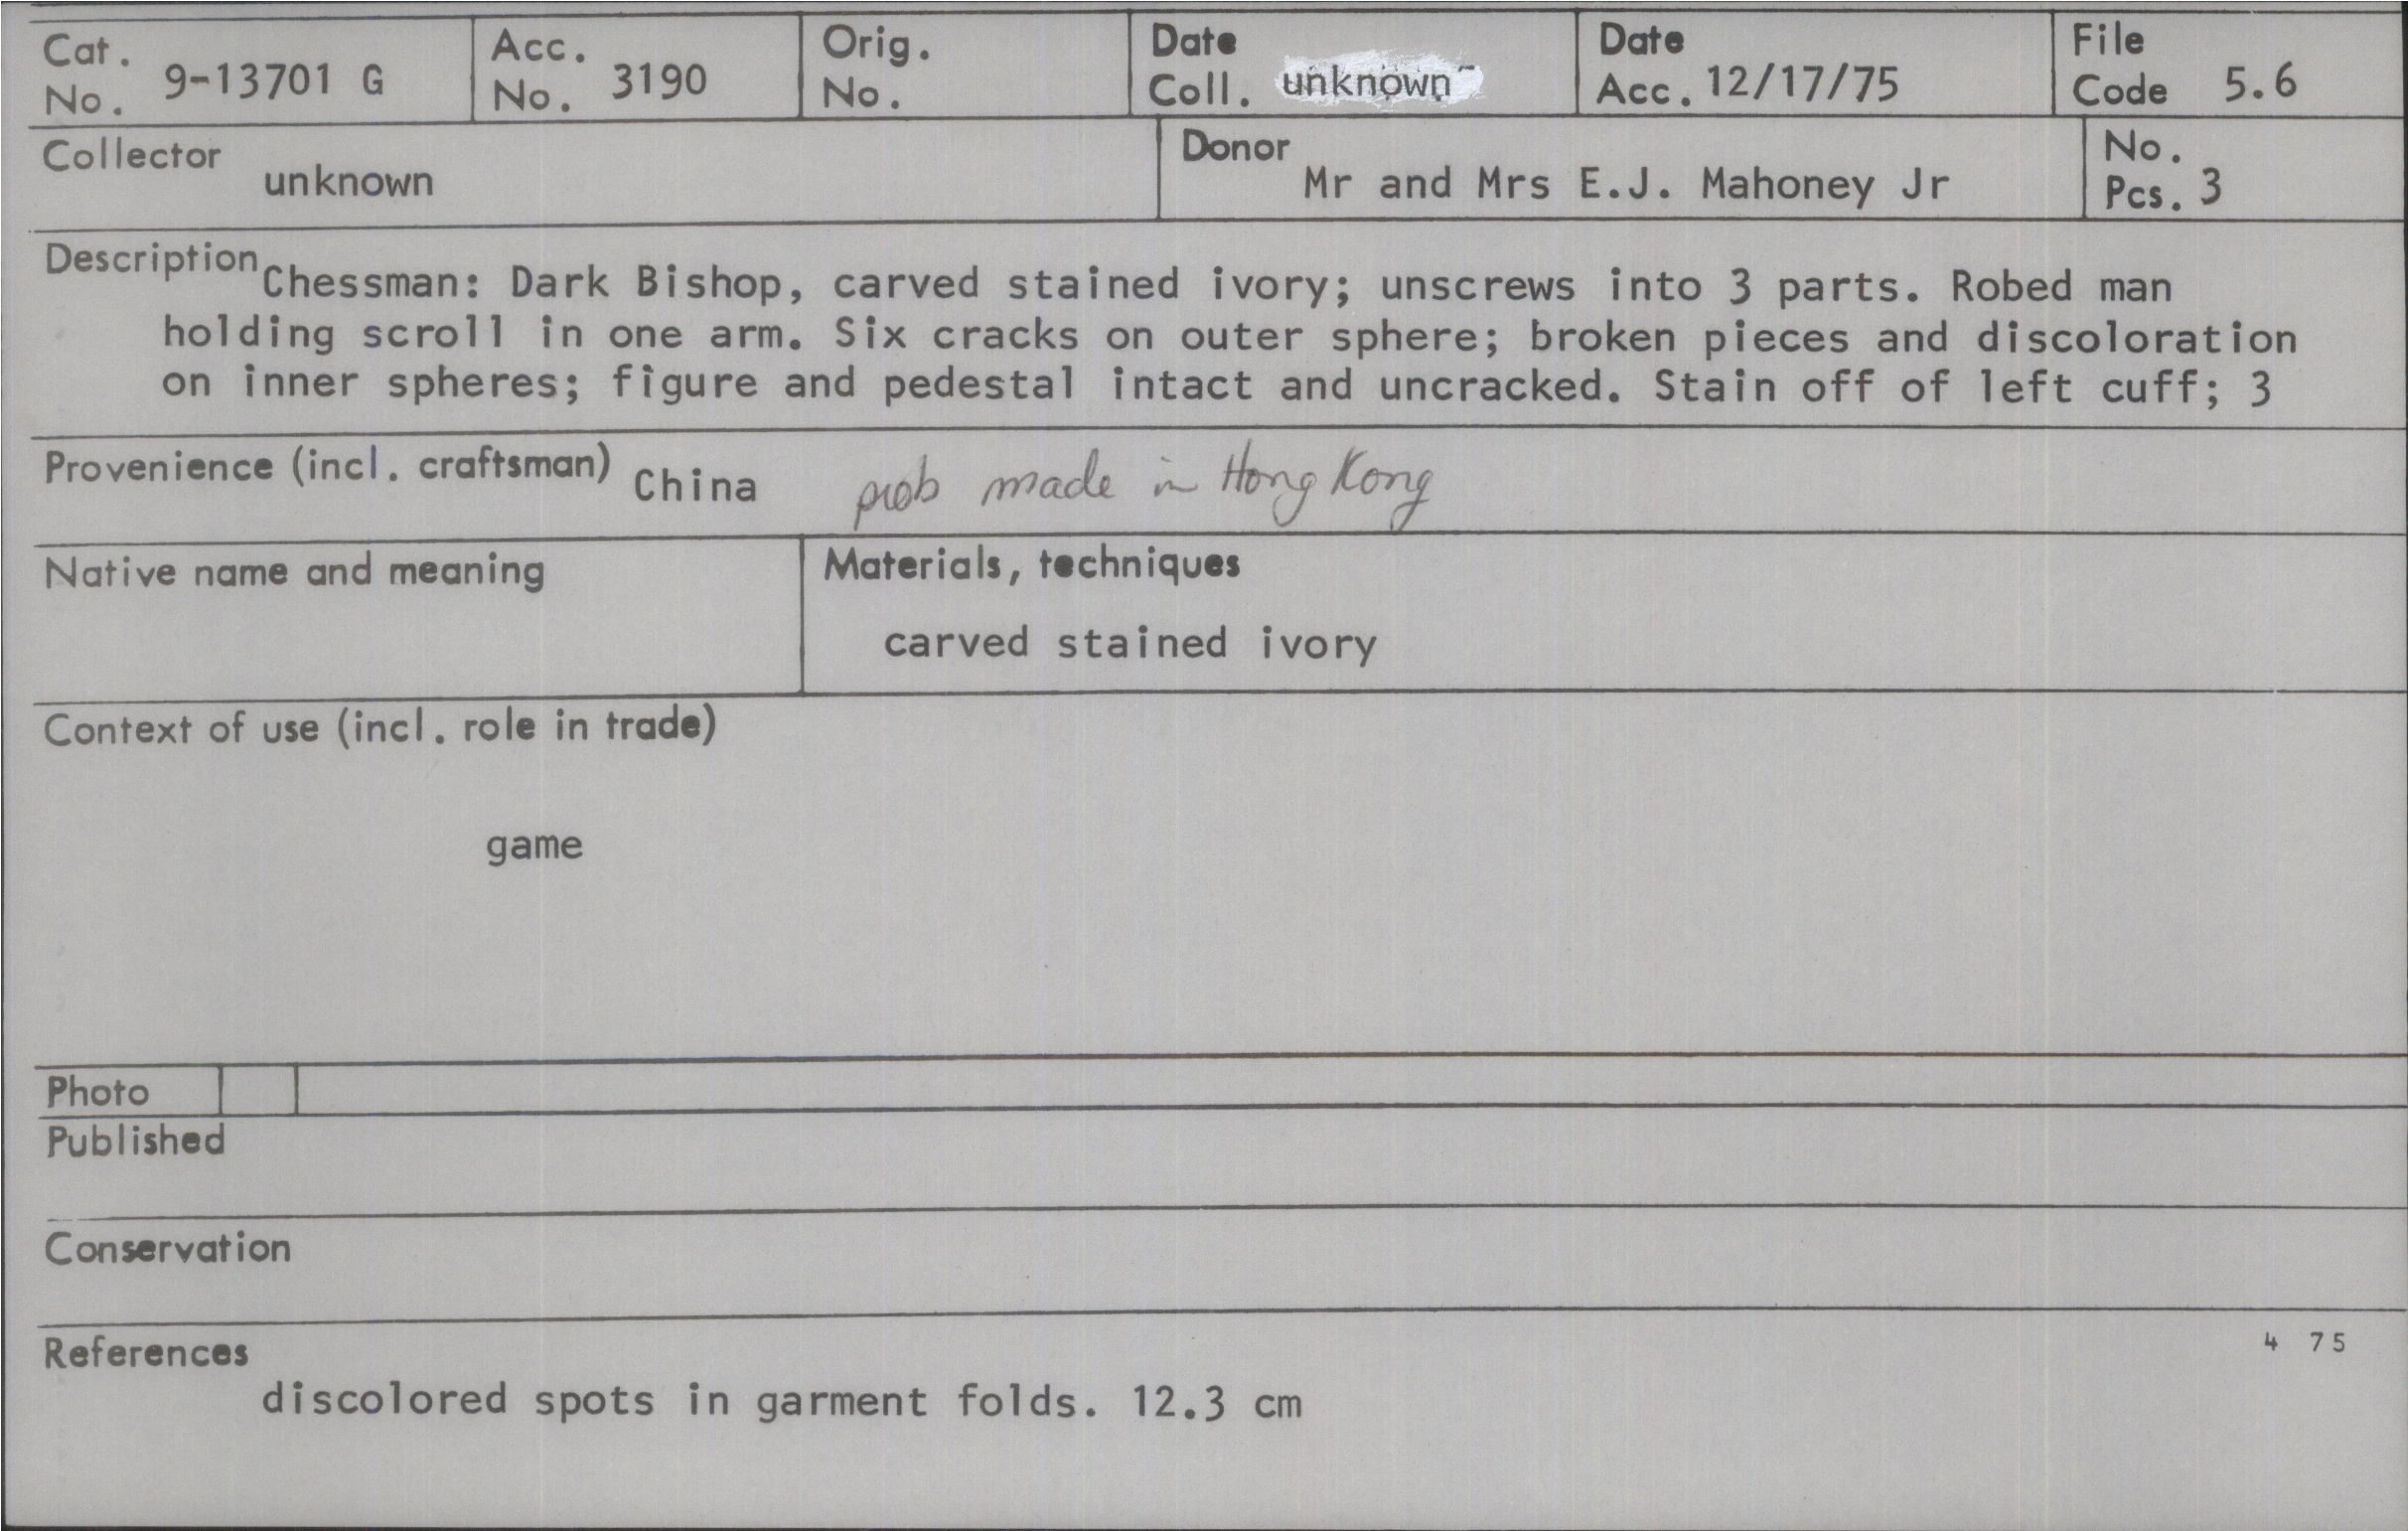 Cat. No. 9-13701 G Acc. No. 3190 Orig. No. Date Coll. unknown Date Acc. 12/17/75 File Code 5.6
Collector unknown Donor Mr and Mrs E.J. Mahoney Jr No. Pcs. 3
Description Chessman: Dark Bishop, carved stained ivory; unscrews into 3 parts. Robed man
holding scroll in one arm. Six cracks on outer sphere; broken pieces and discoloration
on inner spheres; figure and pedestal intact and uncracked. Stain off of left cuff; 3
Provenience (incl. craftsman) China prob made in Hong Kong
Native name and meaning Materials, techniques
carved stained ivory
Context of use (incl. role in trade)
game
Photo
Published
Conservation
References 4 75
discolored spots in garment folds. 12.3 cm